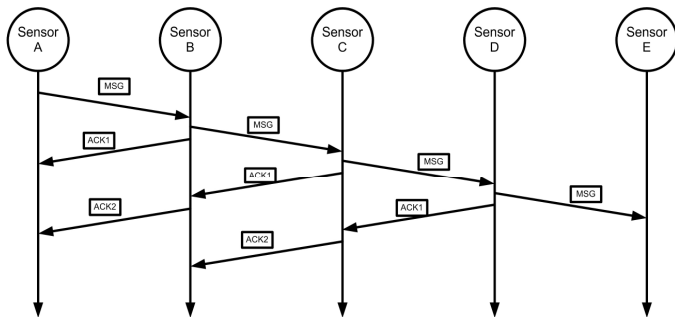 Sensor
A
Sensor
B
Sensor
C
Sensor
D
Sensor
E
MSG
MSG
ACK1
MSG
ACK1
MSG
ACK2
ACK1
ACK2